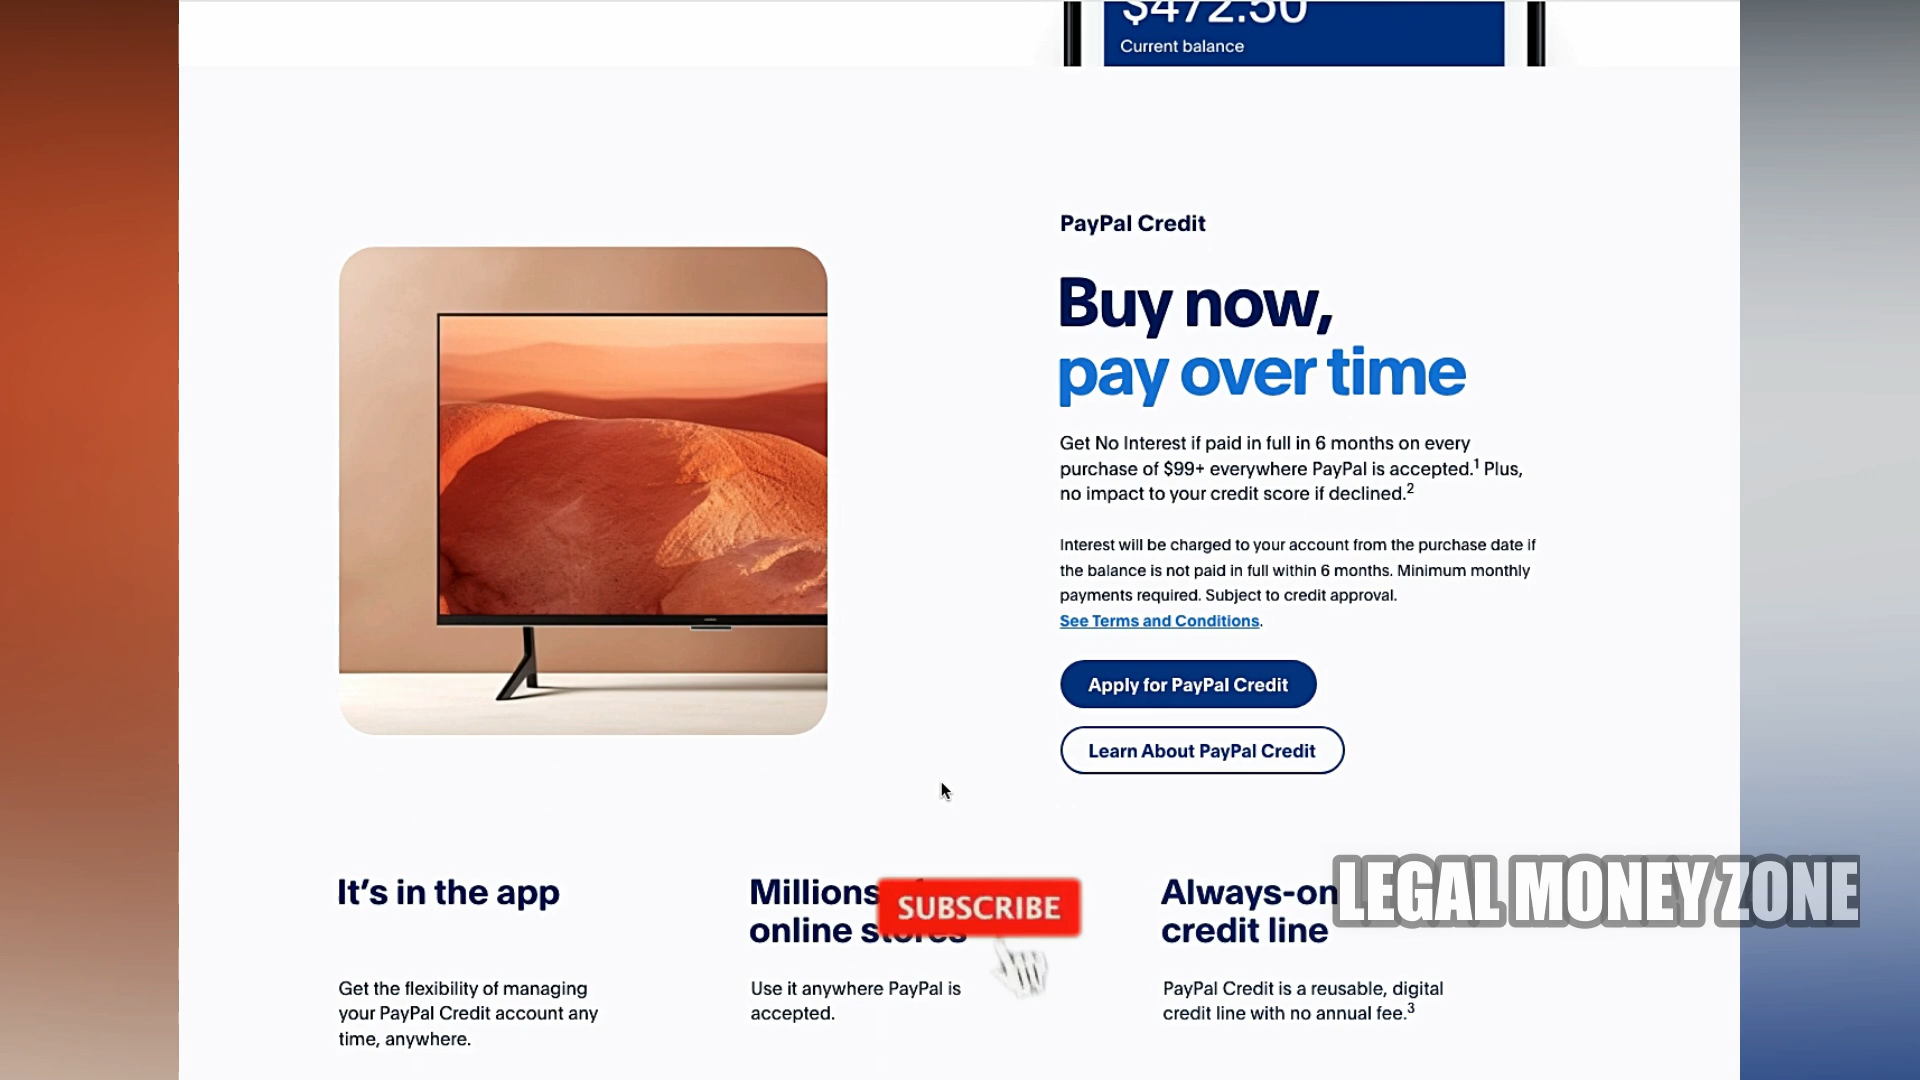 $472.50
Current balance
PayPal Credit
Buy now,
pay over time
Get No Interest if paid in full in 6 months on every
purchase of $99+ everywhere PayPal is accepted.1 Plus,
no impact to your credit score if declined.2
Interest will be charged to your account from the purchase date if
the balance is not paid in full within 6 months. Minimum monthly
payments required. Subject to credit approval.
See Terms and Conditions.
Apply for PayPal Credit
Learn About PayPal Credit
It's in the app
Get the flexibility of managing
your PayPal Credit account any
time, anywhere.
Millions
online stores
Use it anywhere PayPal is
accepted.
SUBSCRIBE
Always-on
credit line
PayPal Credit is a reusable, digital
credit line with no annual fee.3
LEGAL MONEY ZONE